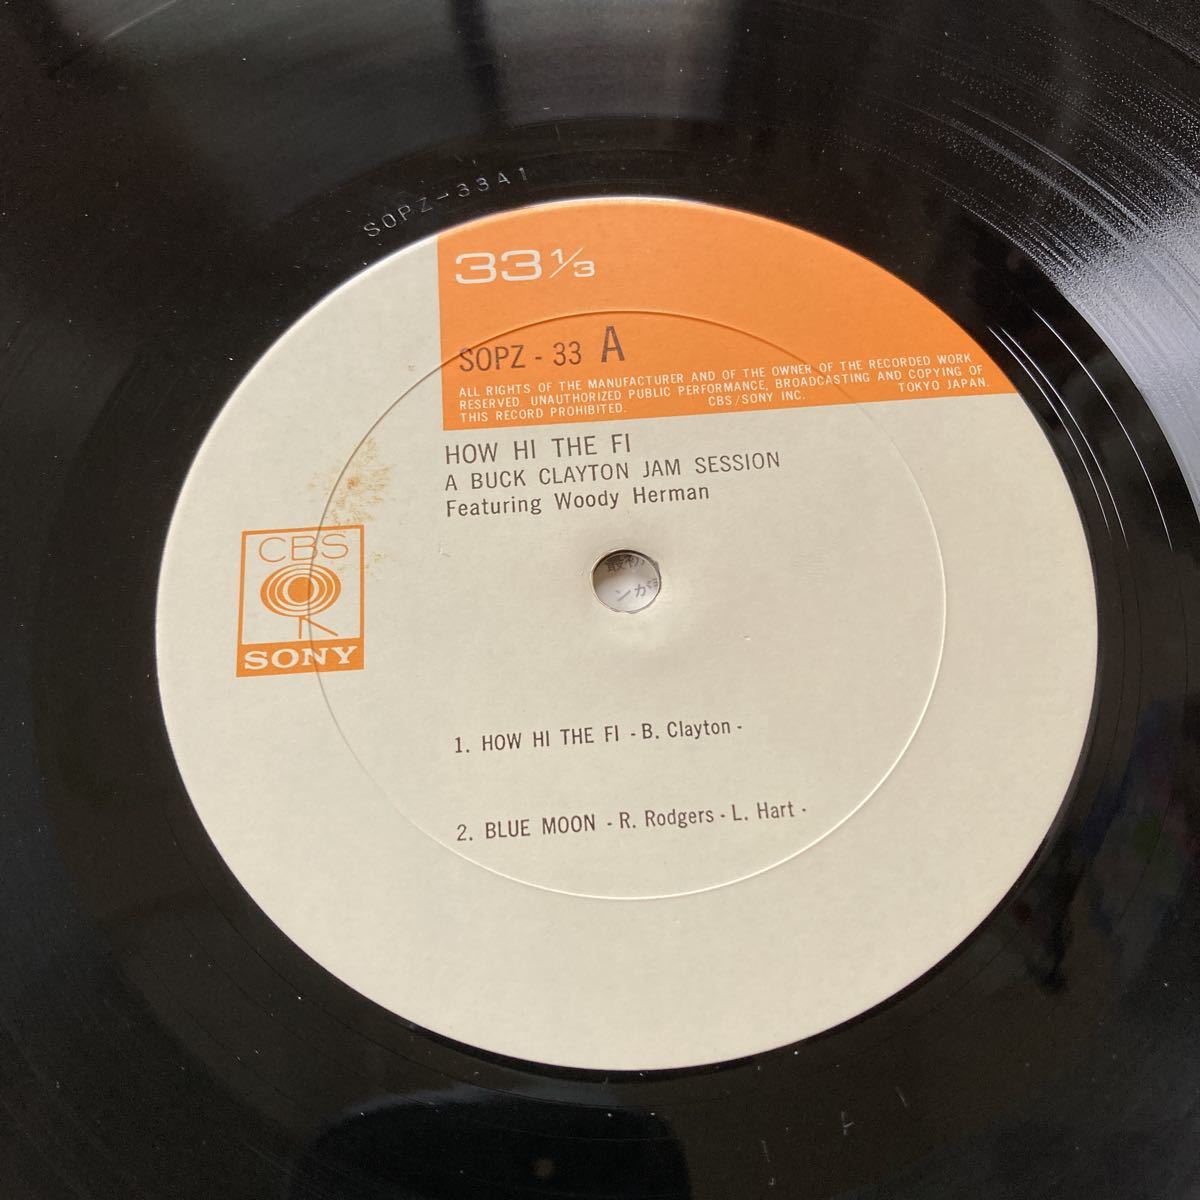 SOPZ-33A1
33 1/3
SOPZ - 33 A
ALL RIGHTS OF THE MANUFACTURER AND OF THE OWNER OF THE RECORDED WORK
RESERVED UNAUTHORIZED PUBLIC PERFORMANCE, BROADCASTING AND COPYING OF
THIS RECORD PROHIBITED. CBS/SONY INC. TOKYO JAPAN.
HOW HI THE FI
A BUCK CLAYTON JAM SESSION
Featuring Woody Herman
CBS
SONY
1. HOW HI THE FI - B. Clayton -
2. BLUE MOON - R. Rodgers - L. Hart -